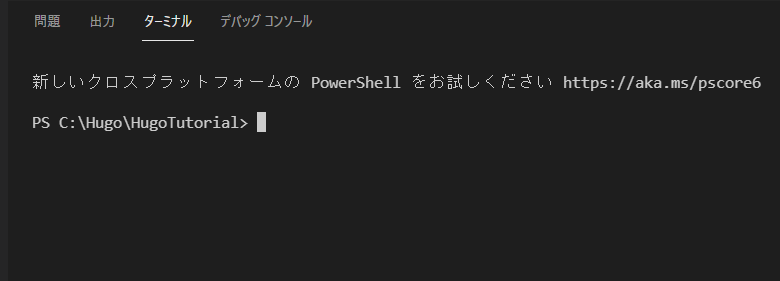 問題 出力 ターミナル デバッグ コンソール
新しいクロスプラットフォームの PowerShell をお試しください https://aka.ms/pscore6
PS C:\Hugo\HugoTutorial>